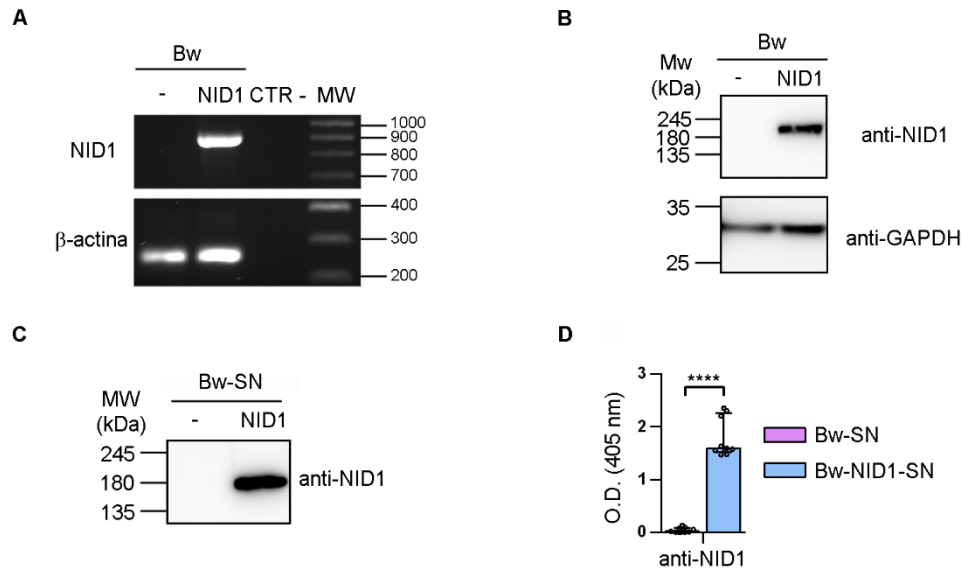 A
Bw
- NID1 CTR - MW
NID1
1000
900
800
700
β-actina
400
300
200
B
Bw
Mw
(kDa)
- NID1
245
180
135
anti-NID1
35
25
anti-GAPDH
C
Bw-SN
MW
(kDa)
- NID1
245
180
135
anti-NID1
D
****
3
2
1
0
O.D. (405 nm)
anti-NID1
Bw-SN
Bw-NID1-SN